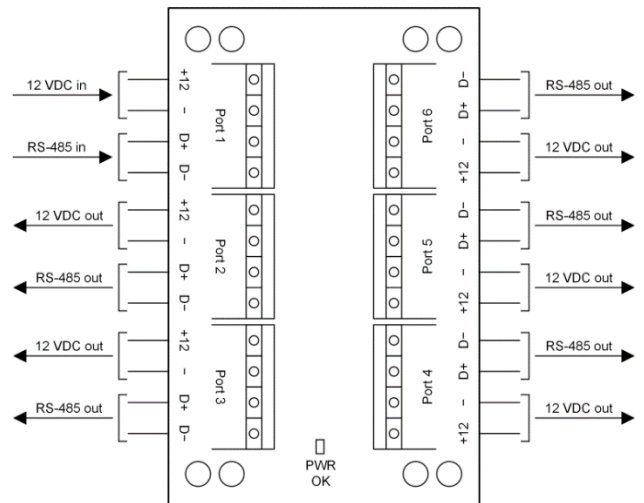 12 VDC in
RS-485 in
12 VDC out
RS-485 out
12 VDC out
RS-485 out
+12
–
D+
D–
Port 1
+12
–
D+
D–
Port 2
+12
–
D+
D–
Port 3
D–
D+
–
+12
Port 6
D–
D+
–
+12
Port 5
D–
D+
–
+12
Port 4
RS-485 out
12 VDC out
RS-485 out
12 VDC out
RS-485 out
12 VDC out
PWR
OK